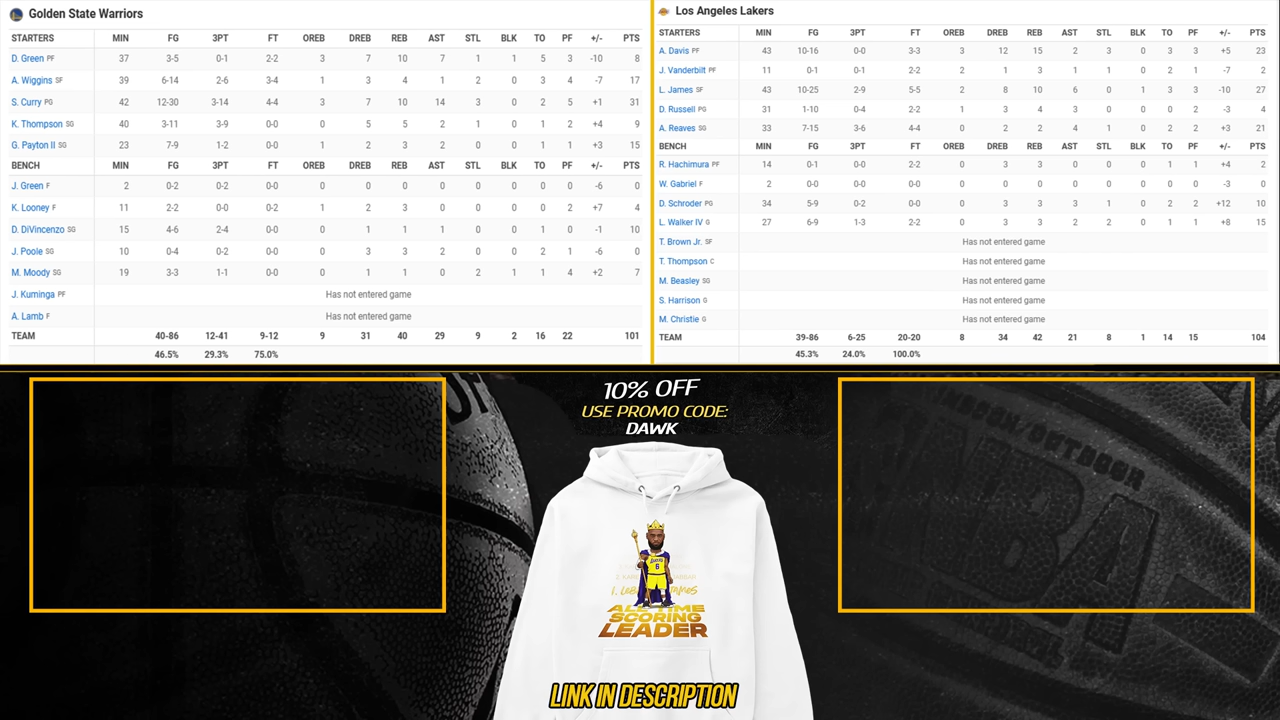 Golden State Warriors
STARTERS MIN FG 3PT FT OREB DREB REB AST STL BLK TO PF +/- PTS
D. Green PF 37 3-5 0-1 2-2 3 7 10 7 1 1 5 3 -10 8
A. Wiggins SF 39 6-14 2-6 3-4 1 3 4 1 2 0 3 4 -7 17
S. Curry PG 42 12-30 3-14 4-4 3 7 10 14 3 0 2 5 +1 31
K. Thompson SG 40 3-11 3-9 0-0 0 5 5 2 1 0 1 2 +4 9
G. Payton II SG 23 7-9 1-2 0-0 1 2 3 2 0 0 1 1 +3 15
BENCH MIN FG 3PT FT OREB DREB REB AST STL BLK TO PF +/- PTS
J. Green F 2 0-2 0-2 0-0 0 0 0 0 0 0 0 0 -6 0
K. Looney F 11 2-2 0-0 0-2 1 2 3 0 0 0 0 2 +7 4
D. DiVincenzo SG 15 4-6 2-4 0-0 0 1 1 1 0 0 1 0 -1 10
J. Poole SG 10 0-4 0-2 0-0 0 3 3 2 0 0 2 1 -6 0
M. Moody SG 19 3-3 1-1 0-0 0 1 1 0 2 1 1 4 +2 7
J. Kuminga PF Has not entered game
A. Lamb F Has not entered game
TEAM 40-86 12-41 9-12 9 31 40 29 9 2 16 22 101
46.5% 29.3% 75.0%
Los Angeles Lakers
STARTERS MIN FG 3PT FT OREB DREB REB AST STL BLK TO PF +/- PTS
A. Davis PF 43 10-16 0-0 3-3 3 12 15 2 3 0 3 3 +5 23
J. Vanderbilt PF 11 0-1 0-1 2-2 2 1 3 1 1 0 2 1 -7 2
L. James SF 43 10-25 2-9 5-5 2 8 10 6 0 1 3 3 -10 27
D. Russell PG 31 1-10 0-4 2-2 1 3 4 3 0 0 0 2 -3 4
A. Reaves SG 33 7-15 3-6 4-4 0 2 2 4 1 0 2 2 +3 21
BENCH MIN FG 3PT FT OREB DREB REB AST STL BLK TO PF +/- PTS
R. Hachimura PF 14 0-1 0-0 2-2 0 3 3 0 0 0 1 1 +4 2
W. Gabriel F 2 0-0 0-0 0-0 0 0 0 0 0 0 0 0 -3 0
D. Schroder PG 34 5-9 0-2 0-0 0 3 3 3 1 0 2 2 +12 10
L. Walker IV G 27 6-9 1-3 2-2 0 3 3 2 2 0 1 1 +8 15
T. Brown Jr. SF Has not entered game
T. Thompson C Has not entered game
M. Beasley SG Has not entered game
S. Harrison G Has not entered game
M. Christie G Has not entered game
TEAM 39-86 6-25 20-20 8 34 42 21 8 1 14 15 104
45.3% 24.0% 100.0%
10% OFF
USE PROMO CODE:
DAWK
ALL TIME
SCORING
LEADER
LINK IN DESCRIPTION